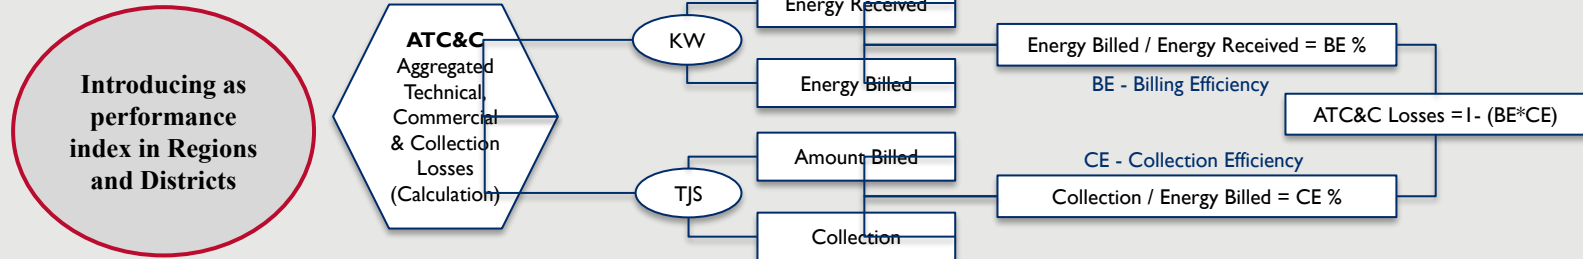 Introducing as
performance
index in Regions
and Districts
ATC&C
Aggregated
Technical,
Commercial
& Collection
Losses
(Calculation)
KW
TJS
Energy Received
Energy Billed
Amount Billed
Collection
Energy Billed / Energy Received = BE %
BE - Billing Efficiency
CE - Collection Efficiency
Collection / Energy Billed = CE %
ATC&C Losses =1- (BE*CE)